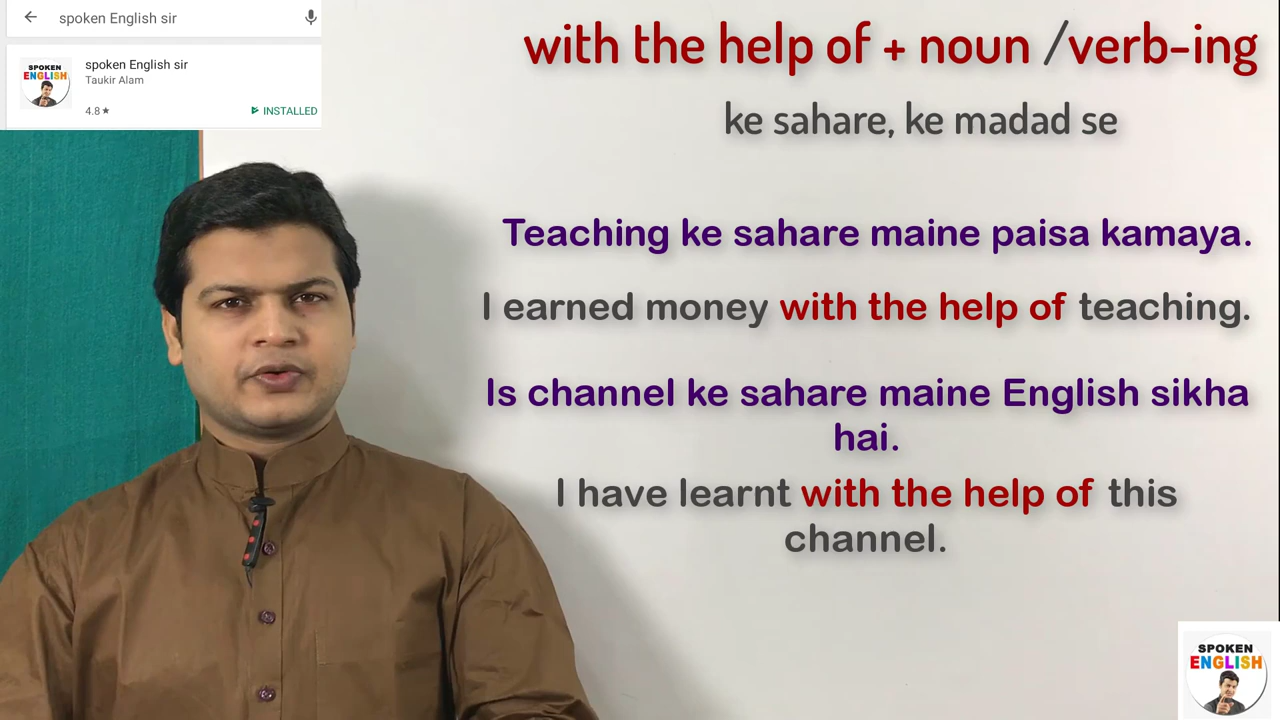 spoken English sir
SPOKEN
ENGLISH
spoken English sir
Taukir Alam
4.8★
INSTALLED
with the help of + noun /verb-ing
ke sahare, ke madad se
Teaching ke sahare maine paisa kamaya.
I earned money with the help of teaching.
Is channel ke sahare maine English sikha
hai.
I have learnt with the help of this
channel.
SPOKEN
ENGLISH